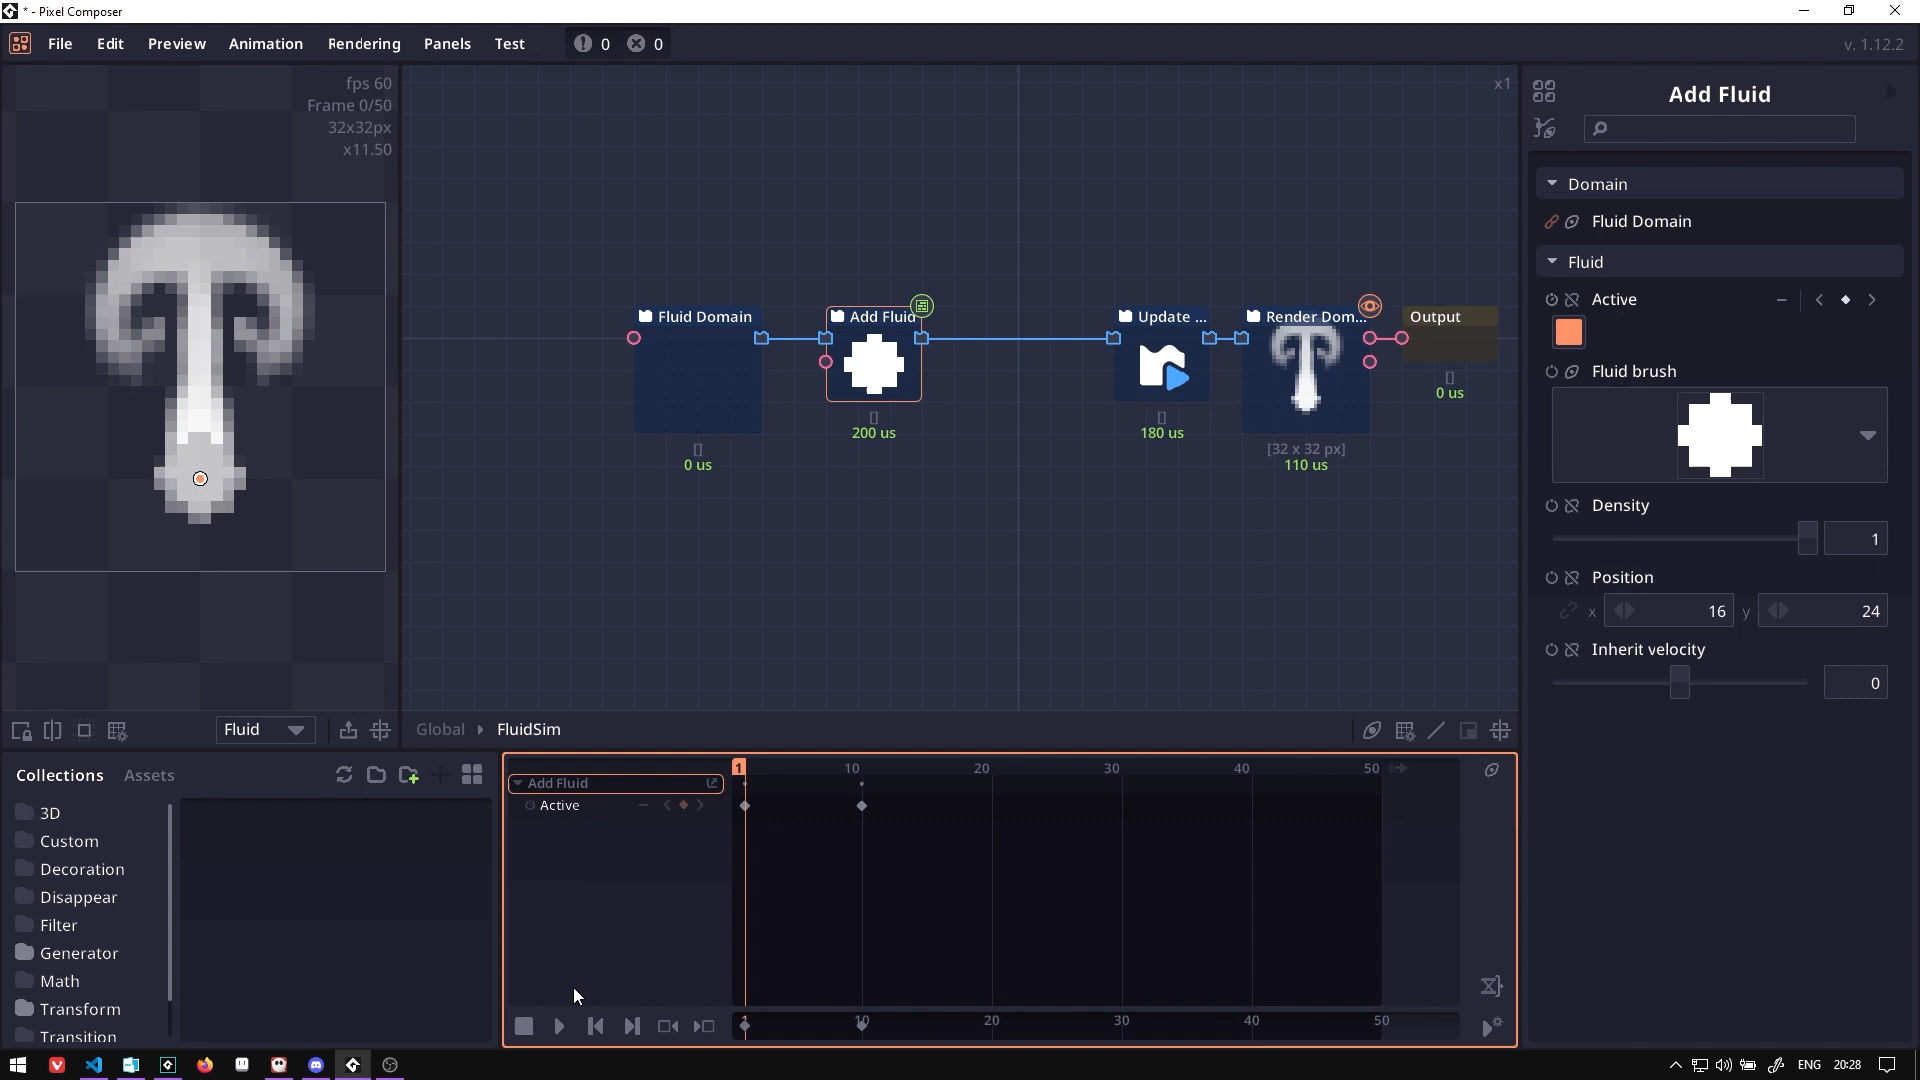 * - Pixel Composer
File Edit Preview Animation Rendering Panels Test 0 0 v. 1.12.2
fps 60
Frame 0/50
32x32px
x11.50
Fluid
x1
Fluid Domain
[]
0 us
Add Fluid
[]
200 us
Update ...
[]
180 us
Render Dom...
[32 x 32 px]
110 us
Output
[]
0 us
Global FluidSim
Add Fluid
Domain
Fluid Domain
Fluid
Active
Fluid brush
Density
1
Position
x 16 y 24
Inherit velocity
0
Collections Assets
3D
Custom
Decoration
Disappear
Filter
Generator
Math
Transform
Transition
1 10 20 30 40 50
Add Fluid
Active
1 10 20 30 40 50
ENG 20:28